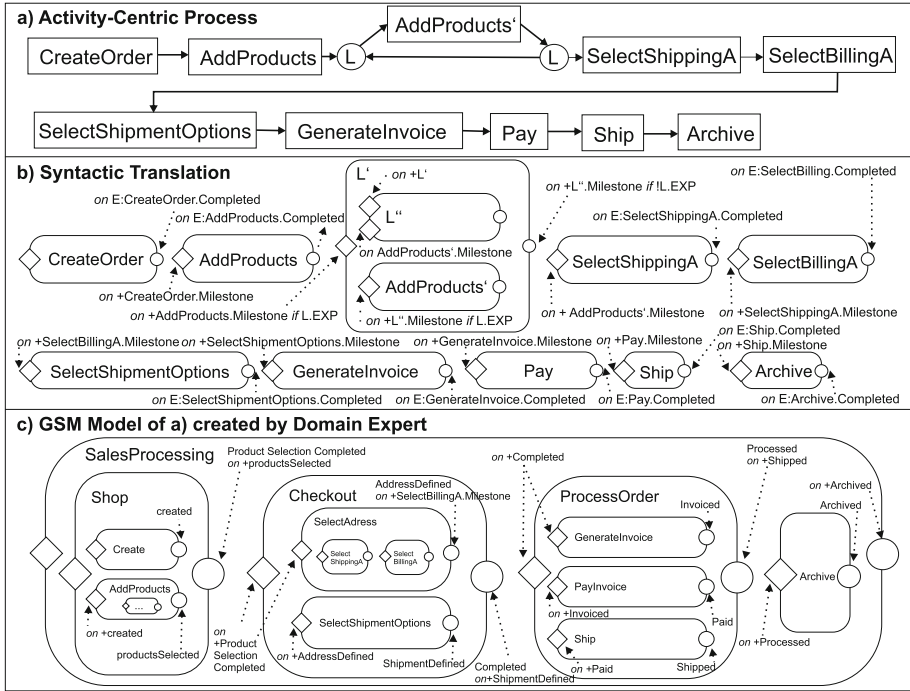 a) Activity-Centric Process
AddProducts‘
CreateOrder
AddProducts
L
L
SelectShippingA
SelectBillingA
SelectShipmentOptions
GenerateInvoice
Pay
Ship
Archive
b) Syntactic Translation
L‘
on +L‘
on +L‘‘.Milestone if !L.EXP
on E:SelectBilling.Completed
on E:CreateOrder.Completed
on E:AddProducts.Completed
on E:SelectShippingA.Completed
L‘‘
CreateOrder
AddProducts
on AddProducts‘.Milestone
SelectShippingA
SelectBillingA
AddProducts‘
on +CreateOrder.Milestone
on +AddProducts.Milestone if L.EXP
on +L‘‘.Milestone if L.EXP
on + AddProducts‘.Milestone
on +SelectShippingA.Milestone
on E:Ship.Completed
on +SelectBillingA.Milestone
on +SelectShipmentOptions.Milestone
on +GenerateInvoice.Milestone
on +Pay.Milestone
on +Ship.Milestone
SelectShipmentOptions
GenerateInvoice
Pay
Ship
Archive
on E:SelectShipmentOptions.Completed
on E:GenerateInvoice.Completed
on E:Pay.Completed
on E:Archive.Completed
c) GSM Model of a) created by Domain Expert
SalesProcessing
Product Selection Completed
on +productsSelected
on +Completed
Processed
on +Shipped
Shop
created
Checkout
AddressDefined
on +SelectBillingA.Milestone
ProcessOrder
Invoiced
on +Archived
Archived
SelectAdress
Create
Select
ShippingA
Select
BillingA
GenerateInvoice
AddProducts
...
PayInvoice
Archive
on +created
productsSelected
on
+Product
Selection
Completed
SelectShipmentOptions
on +AddressDefined
ShipmentDefined
Completed
on+ShipmentDefined
on +Invoiced
Paid
Ship
on +Paid
Shipped
on +Processed